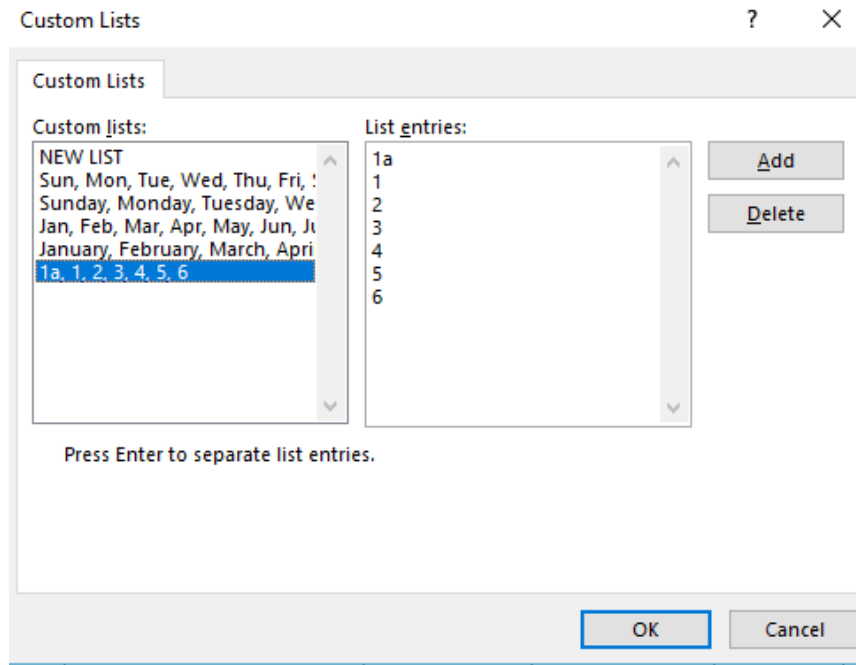 Custom Lists
?
Custom Lists
Custom lists:
NEW LIST
Sun, Mon, Tue, Wed, Thu, Fri,
Sunday, Monday, Tuesday, We
Jan, Feb, Mar, Apr, May, Jun, Ju
January, February, March, Apri
1a, 1, 2, 3, 4, 5, 6
List entries:
1a
1
2
3
4
5
6
Add
Delete
Press Enter to separate list entries.
OK
Cancel